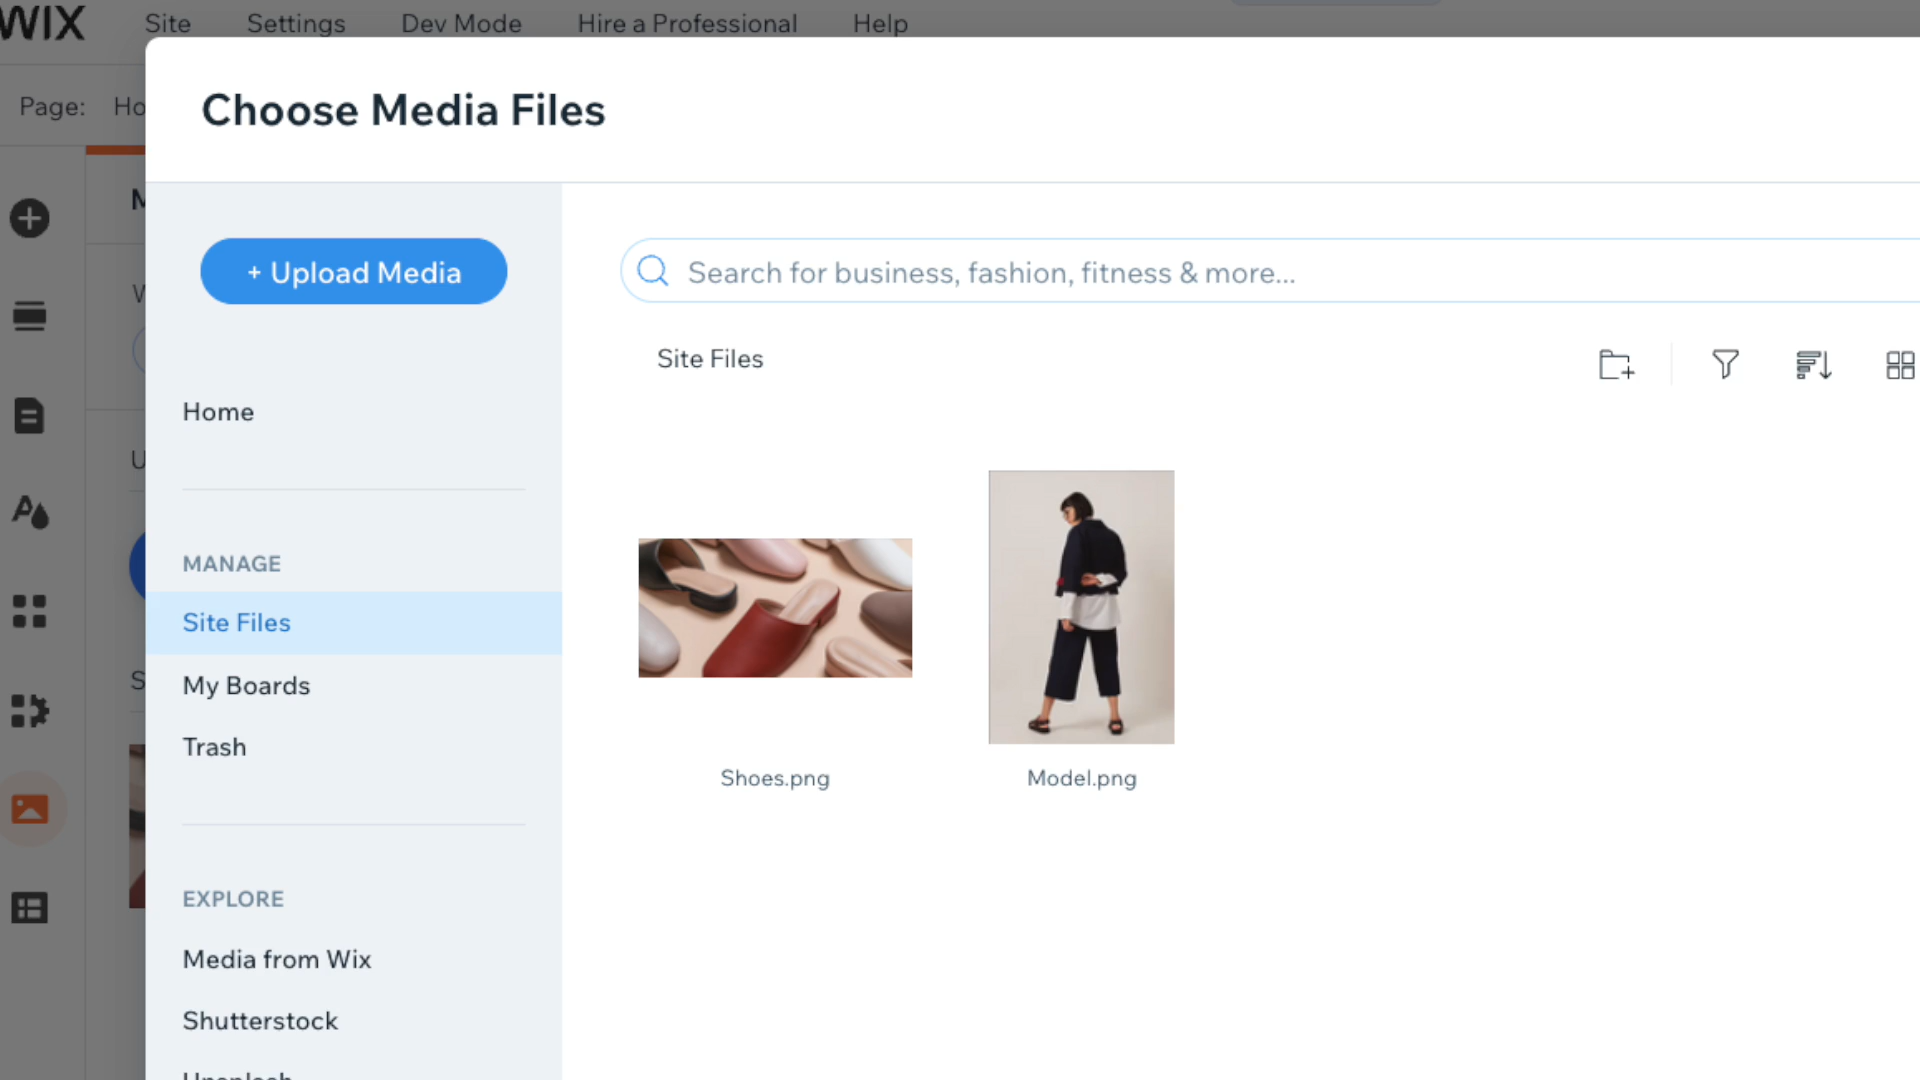 WIX Site Settings Dev Mode Hire a Professional Help
Choose Media Files
Page: Ho
M
+ Upload Media
Search for business, fashion, fitness & more...
W
Site Files
Home
U
MANAGE
Site Files
My Boards
S
Trash
Shoes.png Model.png
EXPLORE
Media from Wix
Shutterstock
Unsplash